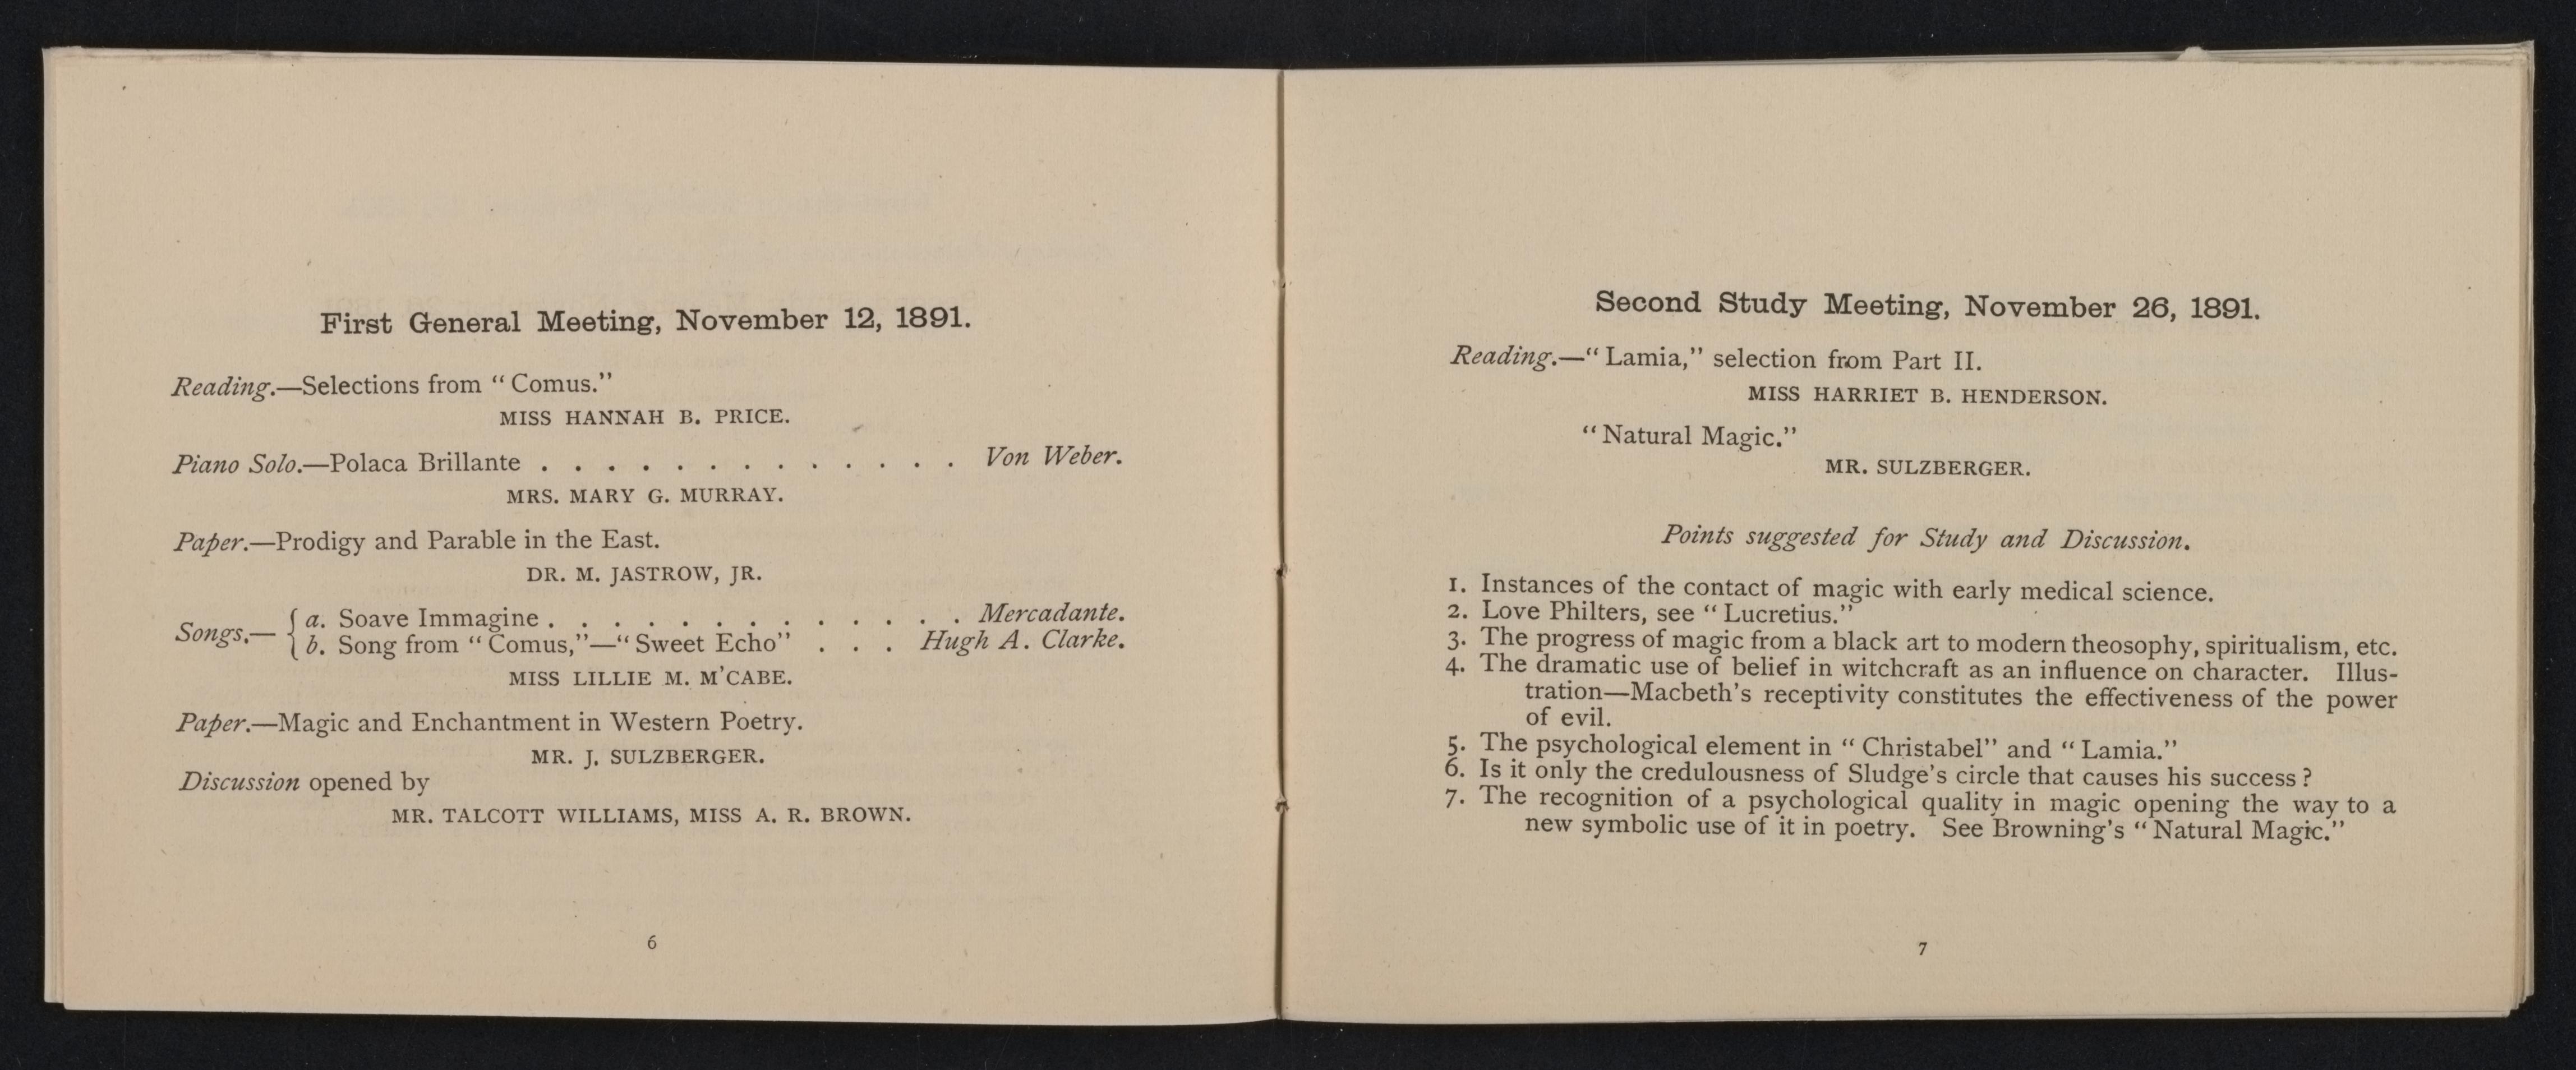 First General Meeting, November 12, 1891.
Reading.—Selections from “Comus.”
MISS HANNAH B. PRICE.
Piano Solo.—Polaca Brillante . . . . . . . . . . . . . Von Weber.
MRS. MARY G. MURRAY.
Paper.—Prodigy and Parable in the East.
DR. M. JASTROW, JR.
Songs.— { a. Soave Immagine . . . . . . . . . . . . . Mercadante.
b. Song from “Comus,”—“Sweet Echo” . . . Hugh A. Clarke.
MISS LILLIE M. M'CABE.
Paper.—Magic and Enchantment in Western Poetry.
MR. J. SULZBERGER.
Discussion opened by
MR. TALCOTT WILLIAMS, MISS A. R. BROWN.
6
Second Study Meeting, November 26, 1891.
Reading.—“Lamia,” selection from Part II.
MISS HARRIET B. HENDERSON.
“Natural Magic.”
MR. SULZBERGER.
Points suggested for Study and Discussion.
1. Instances of the contact of magic with early medical science.
2. Love Philters, see “Lucretius.”
3. The progress of magic from a black art to modern theosophy, spiritualism, etc.
4. The dramatic use of belief in witchcraft as an influence on character. Illus-
tration—Macbeth's receptivity constitutes the effectiveness of the power
of evil.
5. The psychological element in “Christabel” and “Lamia.”
6. Is it only the credulousness of Sludge's circle that causes his success?
7. The recognition of a psychological quality in magic opening the way to a
new symbolic use of it in poetry. See Browning's “Natural Magic.”
7